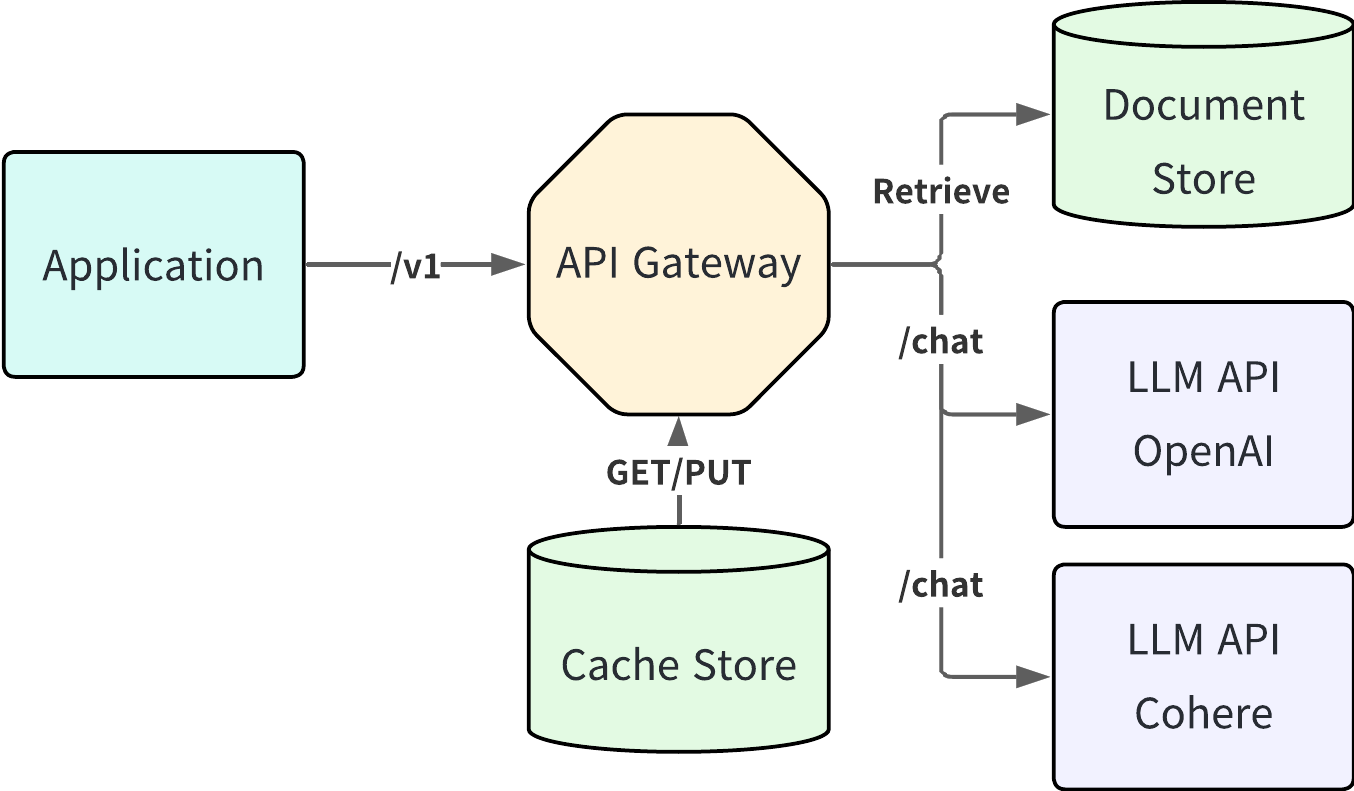 Application
/v1
API Gateway
GET/PUT
Cache Store
Retrieve
/chat
/chat
Document
Store
LLM API
OpenAI
LLM API
Cohere